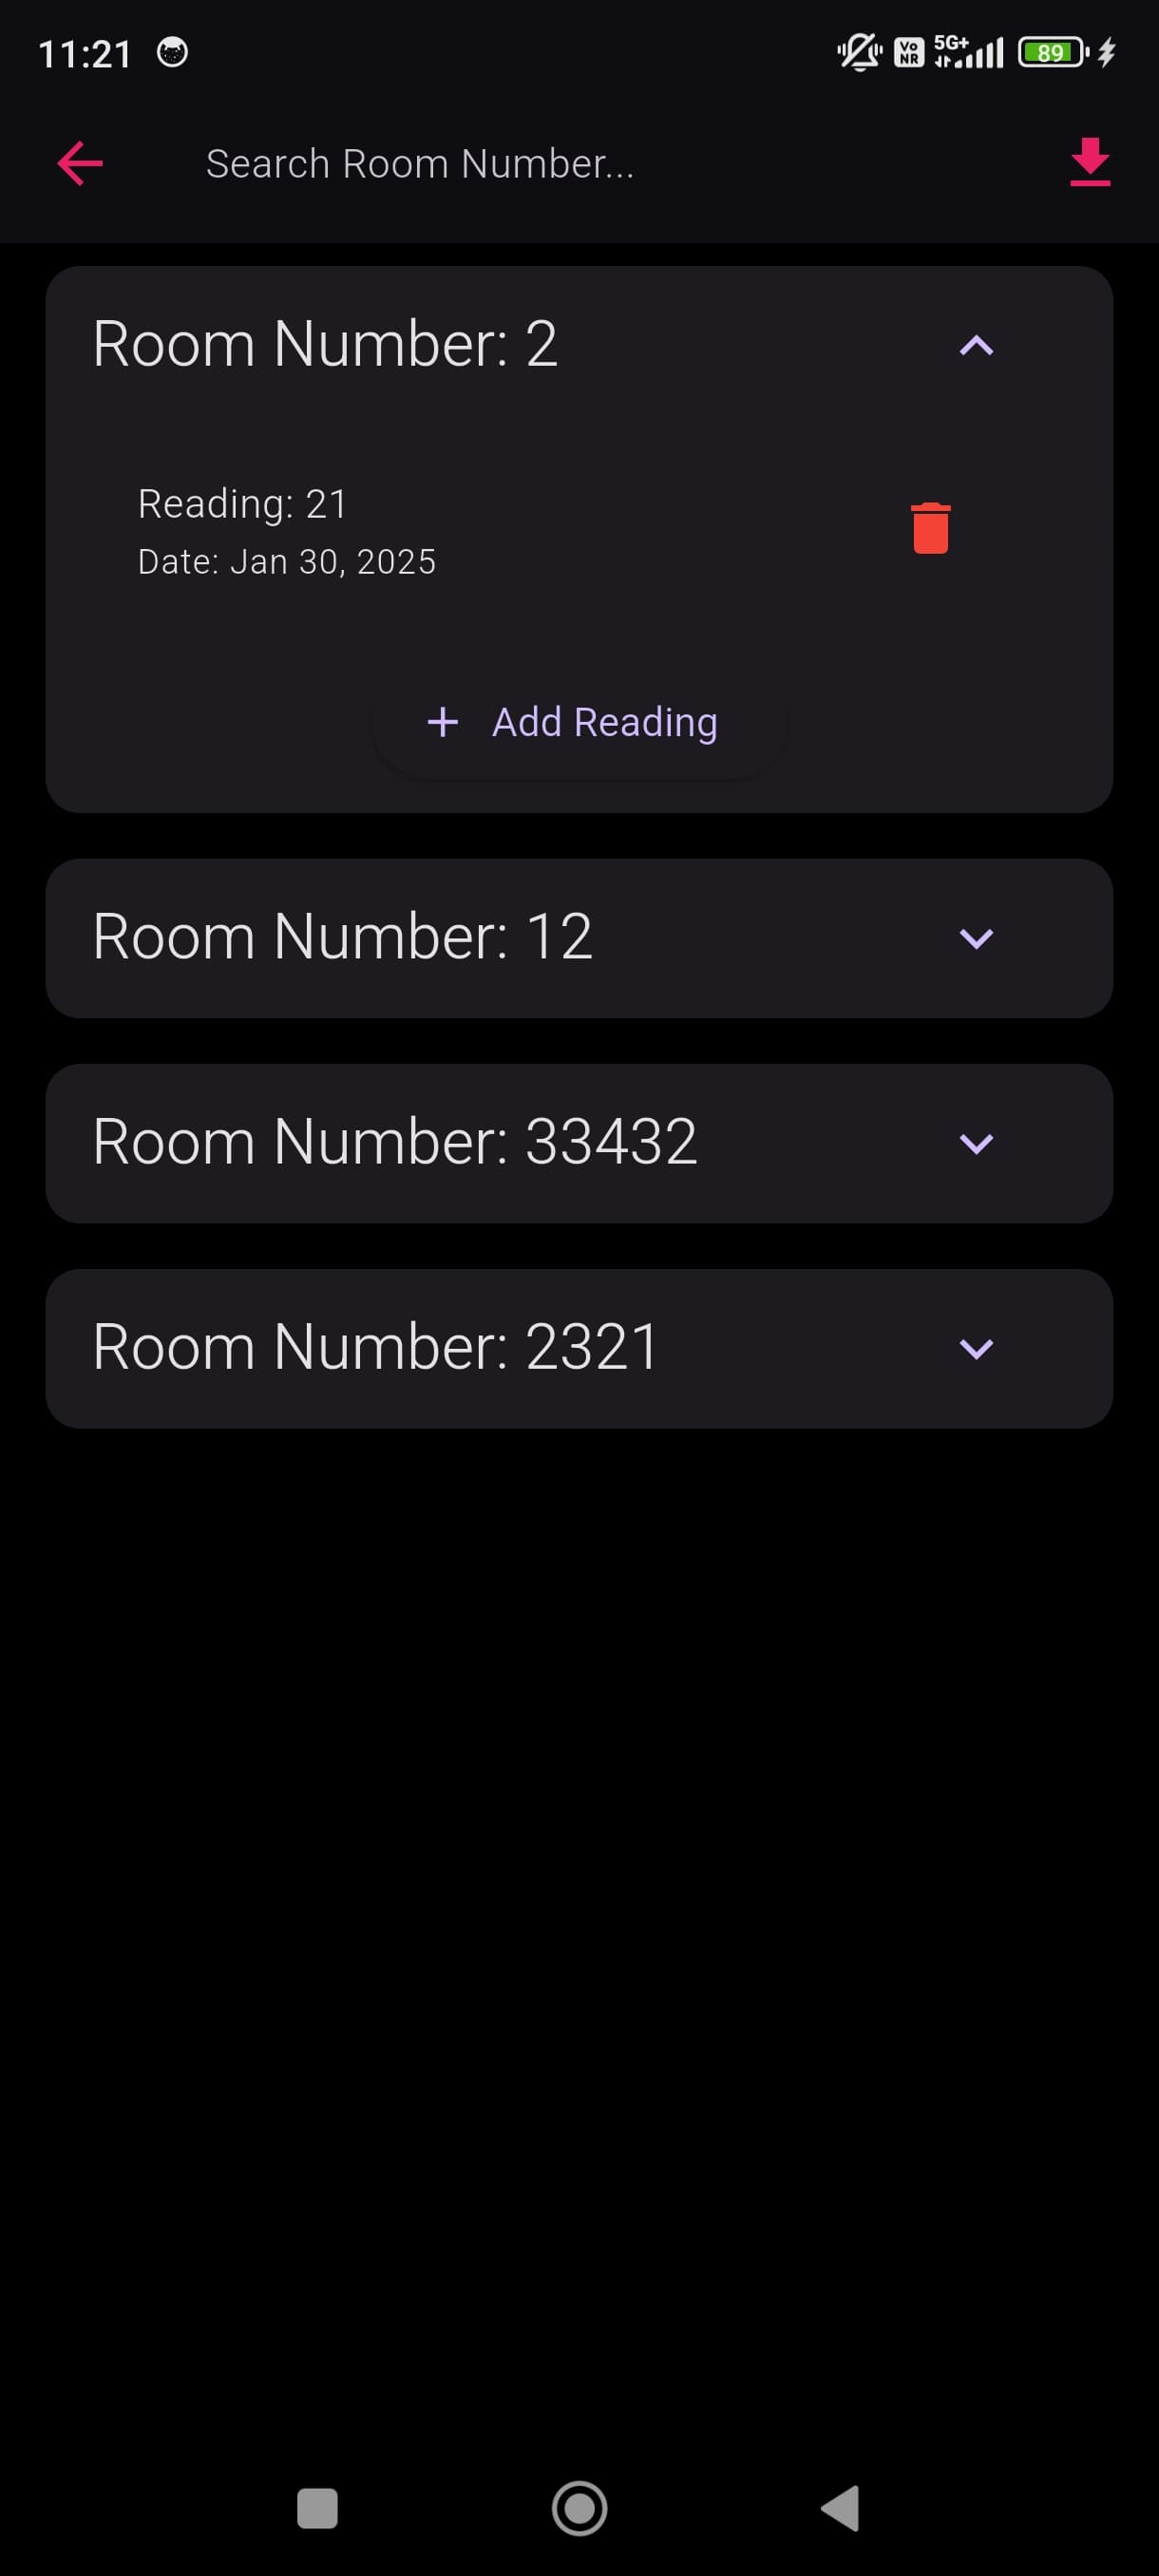 11:21
Vo NR
5G+
89
Search Room Number...
Room Number: 2
Reading: 21
Date: Jan 30, 2025
+ Add Reading
Room Number: 12
Room Number: 33432
Room Number: 2321